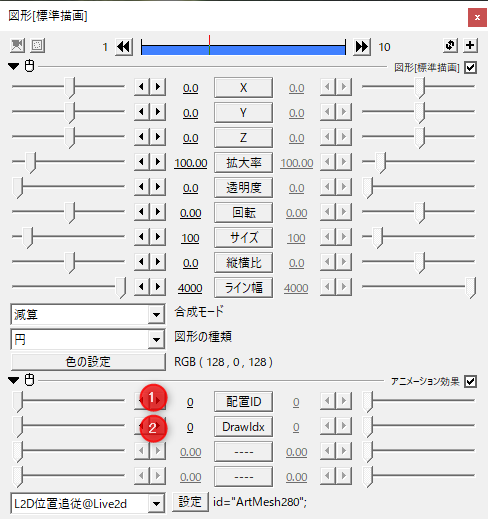 図形[標準描画]
1 10
図形[標準描画]
0.0 X 0.0
0.0 Y 0.0
0.0 Z 0.0
100.00 拡大率 100.00
0.0 透明度 0.0
0.00 回転 0.00
100 サイズ 100
0.0 縦横比 0.0
4000 ライン幅 4000
減算 合成モード
円 図形の種類
色の設定 RGB ( 128 , 0 , 128 )
アニメーション効果
1 0 配置ID 0
2 0 DrawIdx 0
0.00 ---- 0.00
0.00 ---- 0.00
L2D位置追従@Live2d 設定 id="ArtMesh280";